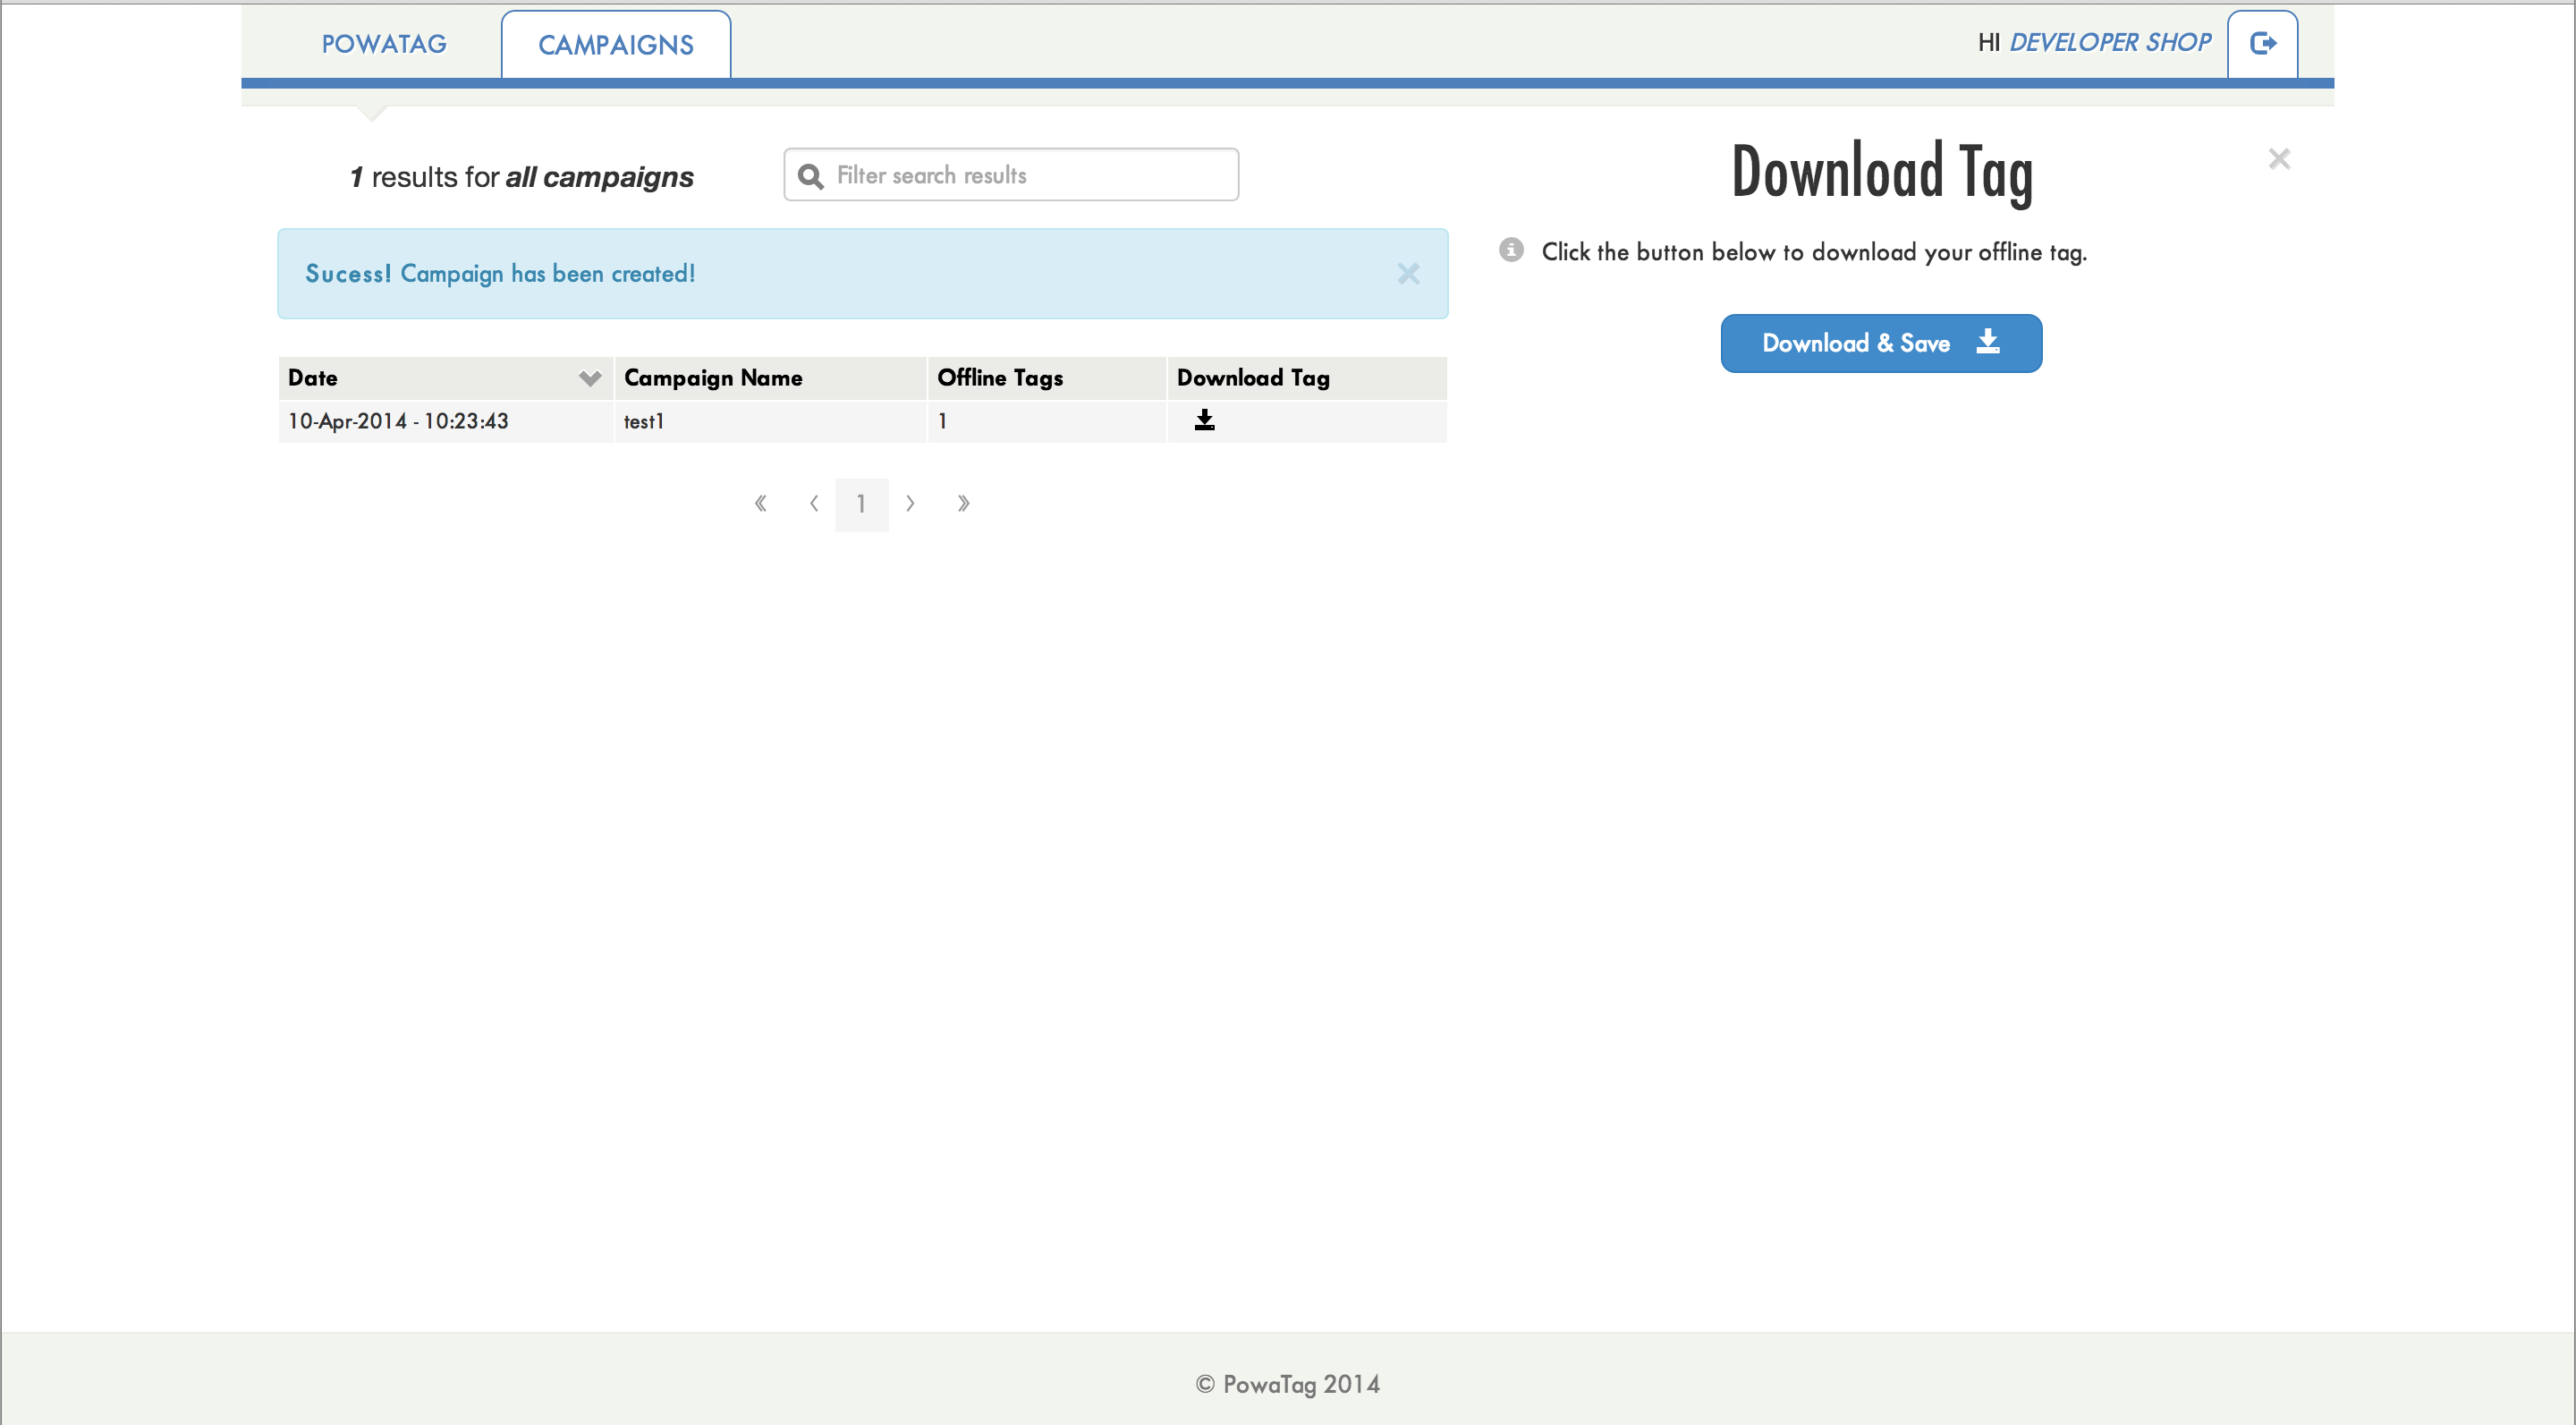 POWATAG
CAMPAIGNS
HI DEVELOPER SHOP
1 results for all campaigns
Filter search results
Sucess! Campaign has been created!
Date Campaign Name Offline Tags Download Tag
10-Apr-2014 - 10:23:43 test1 1
« ‹ 1 › »
Download Tag
Click the button below to download your offline tag.
Download & Save
© PowaTag 2014